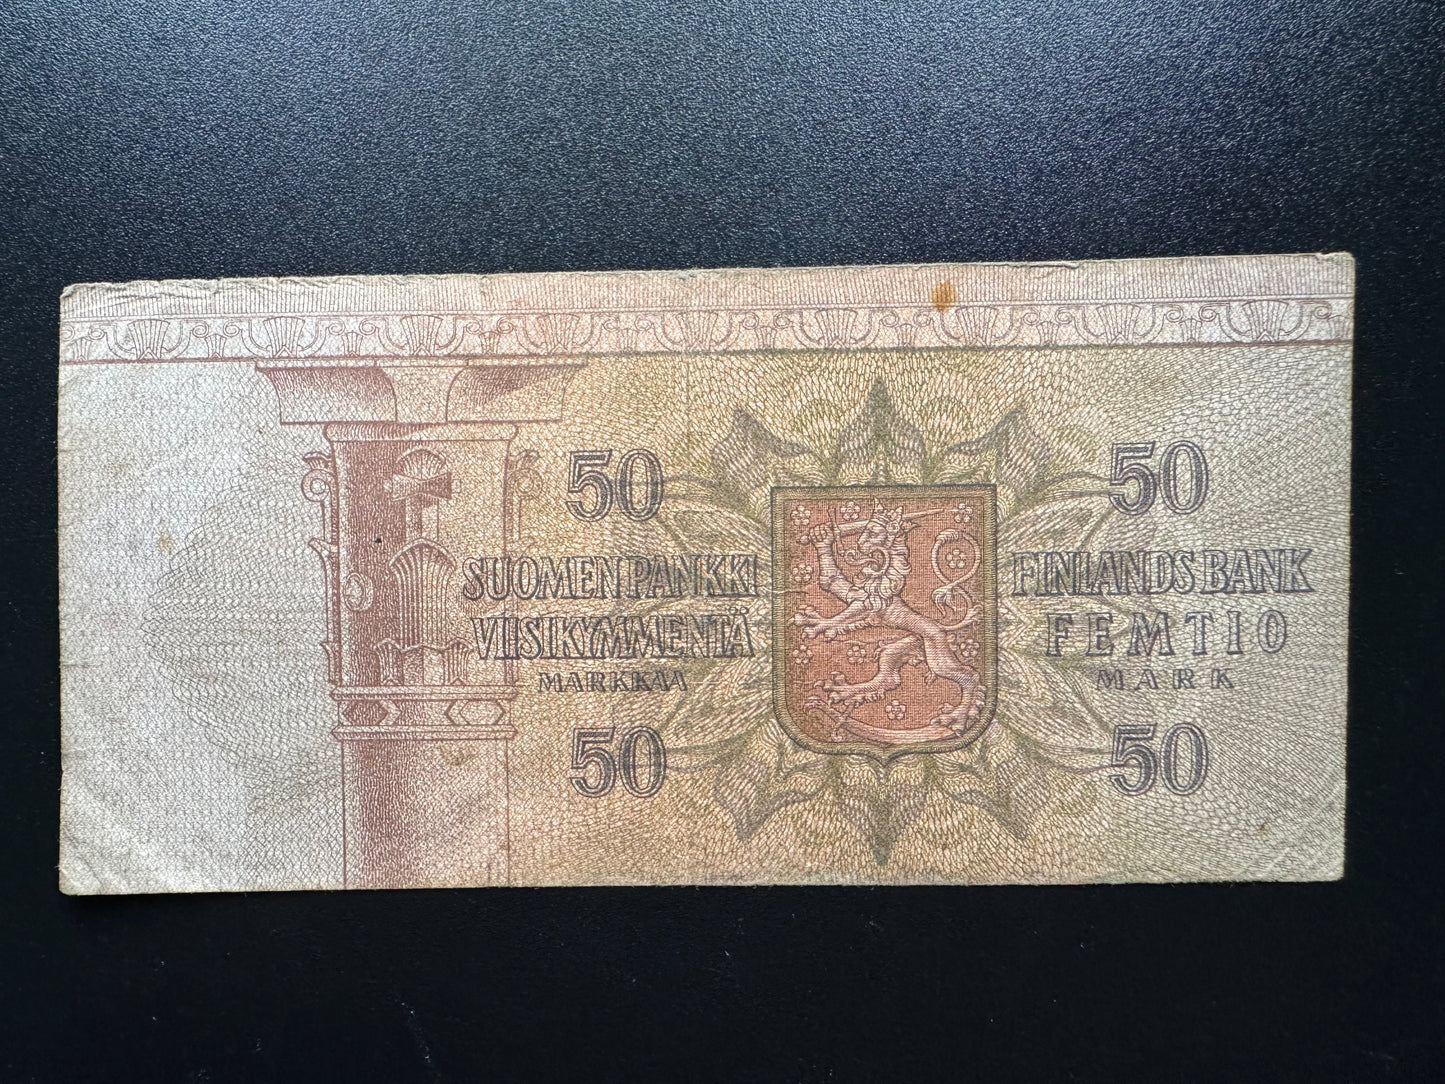 50
SUOMEN PANKKI
VIISIKYMMENTÄ
MARKKAA
50
50
FINLANDS BANK
FEMTIO
MARK
50